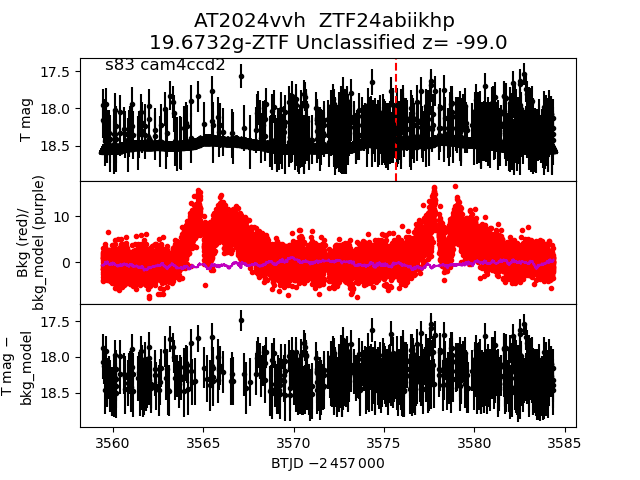 AT2024vvh  ZTF24abiikhp
19.6732g-ZTF Unclassified z= -99.0
s83 cam4ccd2
T mag
17.5
18.0
18.5
Bkg (red)/
bkg_model (purple)
10
0
T mag −
bkg_model
17.5
18.0
18.5
3560 3565 3570 3575 3580 3585
BTJD −2 457 000